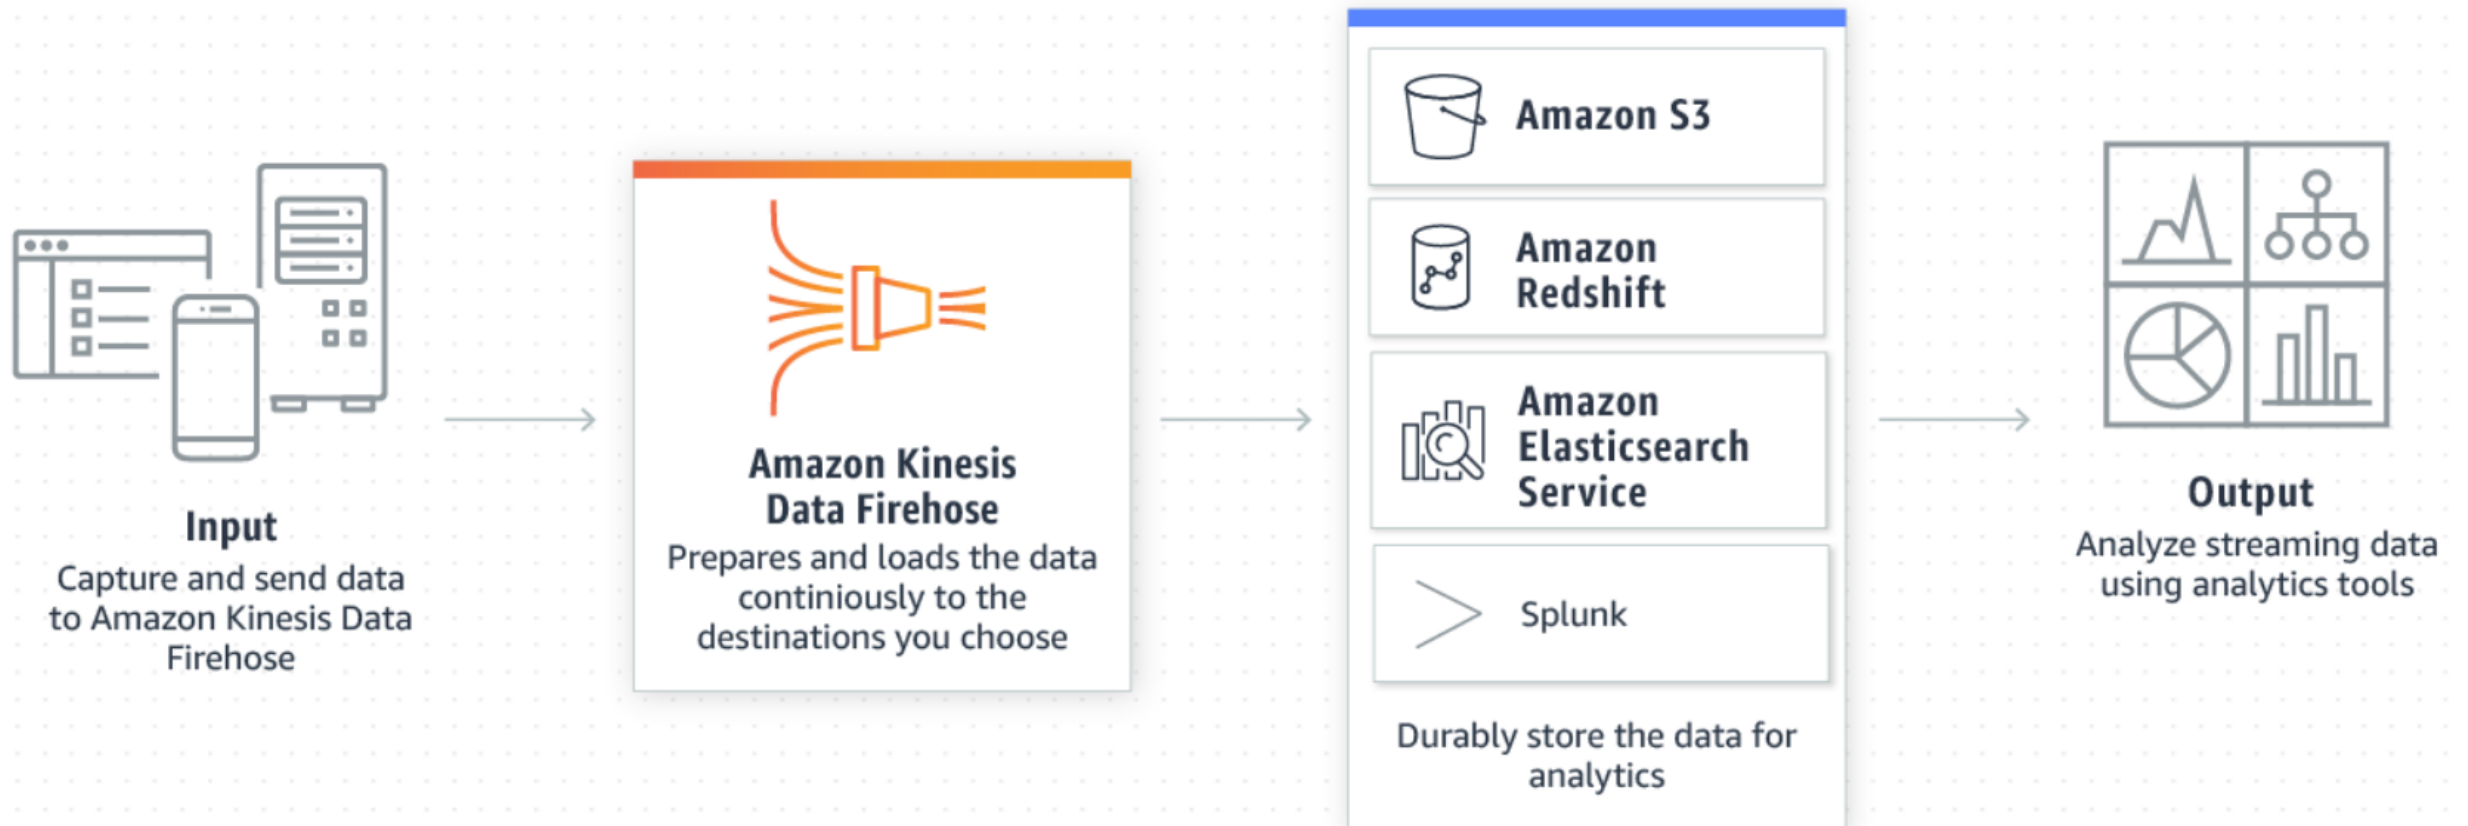 Input
Capture and send data
to Amazon Kinesis Data
Firehose
Amazon Kinesis
Data Firehose
Prepares and loads the data
continiously to the
destinations you choose
Amazon S3
Amazon
Redshift
Amazon
Elasticsearch
Service
Splunk
Durably store the data for
analytics
Output
Analyze streaming data
using analytics tools